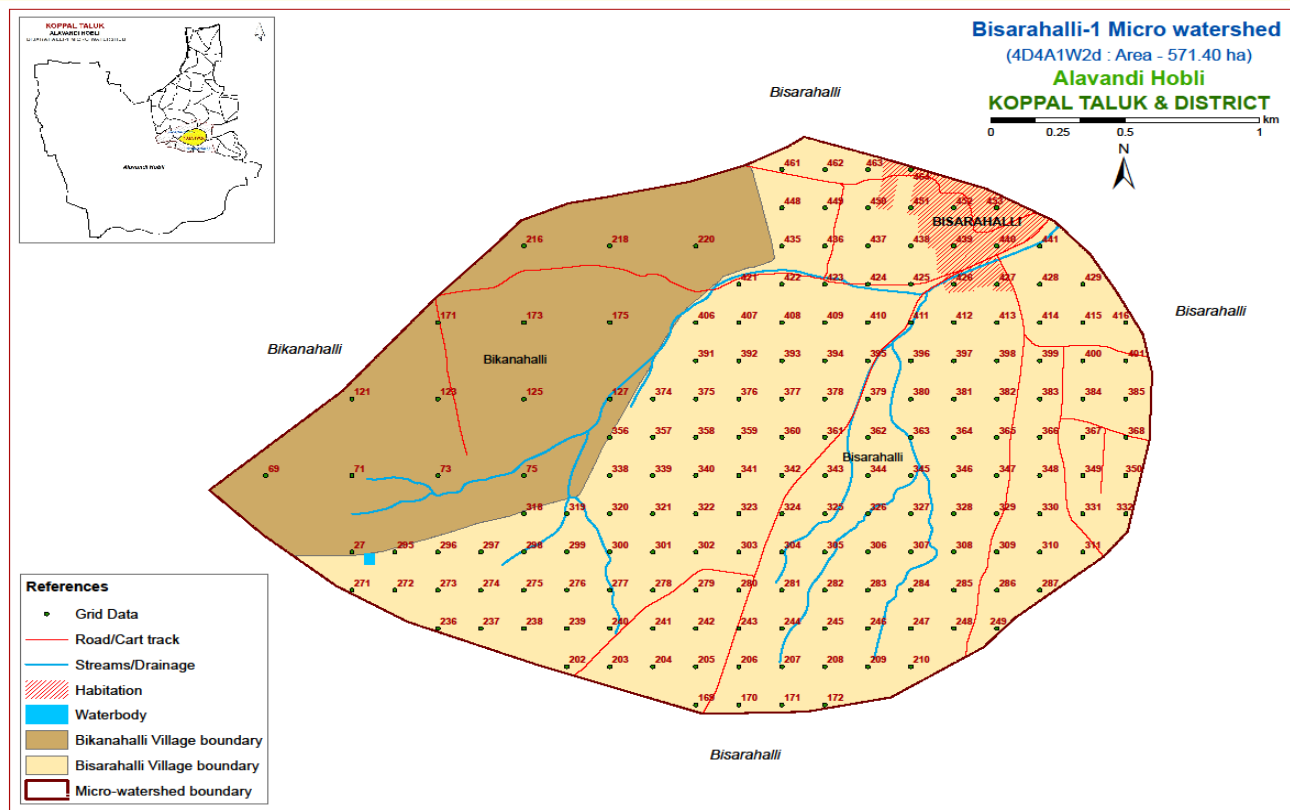 KOPPAL TALUK
ALAVANDI HOBLI
Alavandi Hobli
Bisarahalli-1 Micro watershed
(4D4A1W2d : Area - 571.40 ha)
Alavandi Hobli
KOPPAL TALUK & DISTRICT
km
0 0.25 0.5 1
N
Bisarahalli
461 462 463 464
448 449 450 451 452 453
BISARAHALLI
216 218 220 435 436 437 438 439 440 441
421 422 423 424 425 426 427 428 429
171 173 175 406 407 408 409 410 411 412 413 414 415 416
Bisarahalli
Bikanahalli
Bikanahalli
391 392 393 394 395 396 397 398 399 400 401
121 123 125 127 374 375 376 377 378 379 380 381 382 383 384 385
356 357 358 359 360 361 362 363 364 365 366 367 368
Bisarahalli
69 71 73 75 338 339 340 341 342 343 344 345 346 347 348 349 350
318 319 320 321 322 323 324 325 326 327 328 329 330 331 332
27 295 296 297 298 299 300 301 302 303 304 305 306 307 308 309 310 311
271 272 273 274 275 276 277 278 279 280 281 282 283 284 285 286 287
236 237 238 239 240 241 242 243 244 245 246 247 248 249
202 203 204 205 206 207 208 209 210
169 170 171 172
Bisarahalli
References
Grid Data
Road/Cart track
Streams/Drainage
Habitation
Waterbody
Bikanahalli Village boundary
Bisarahalli Village boundary
Micro-watershed boundary